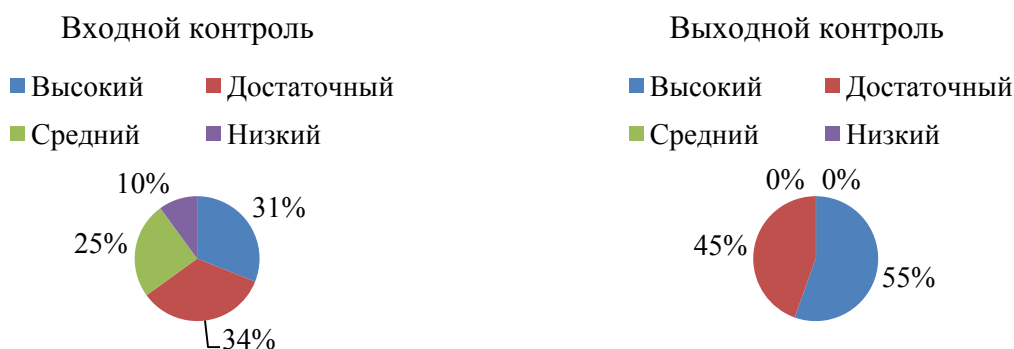 Входной контроль
Высокий Достаточный
Средний Низкий
10%
31%
25%
34%
Выходной контроль
Высокий Достаточный
Средний Низкий
0% 0%
45%
55%